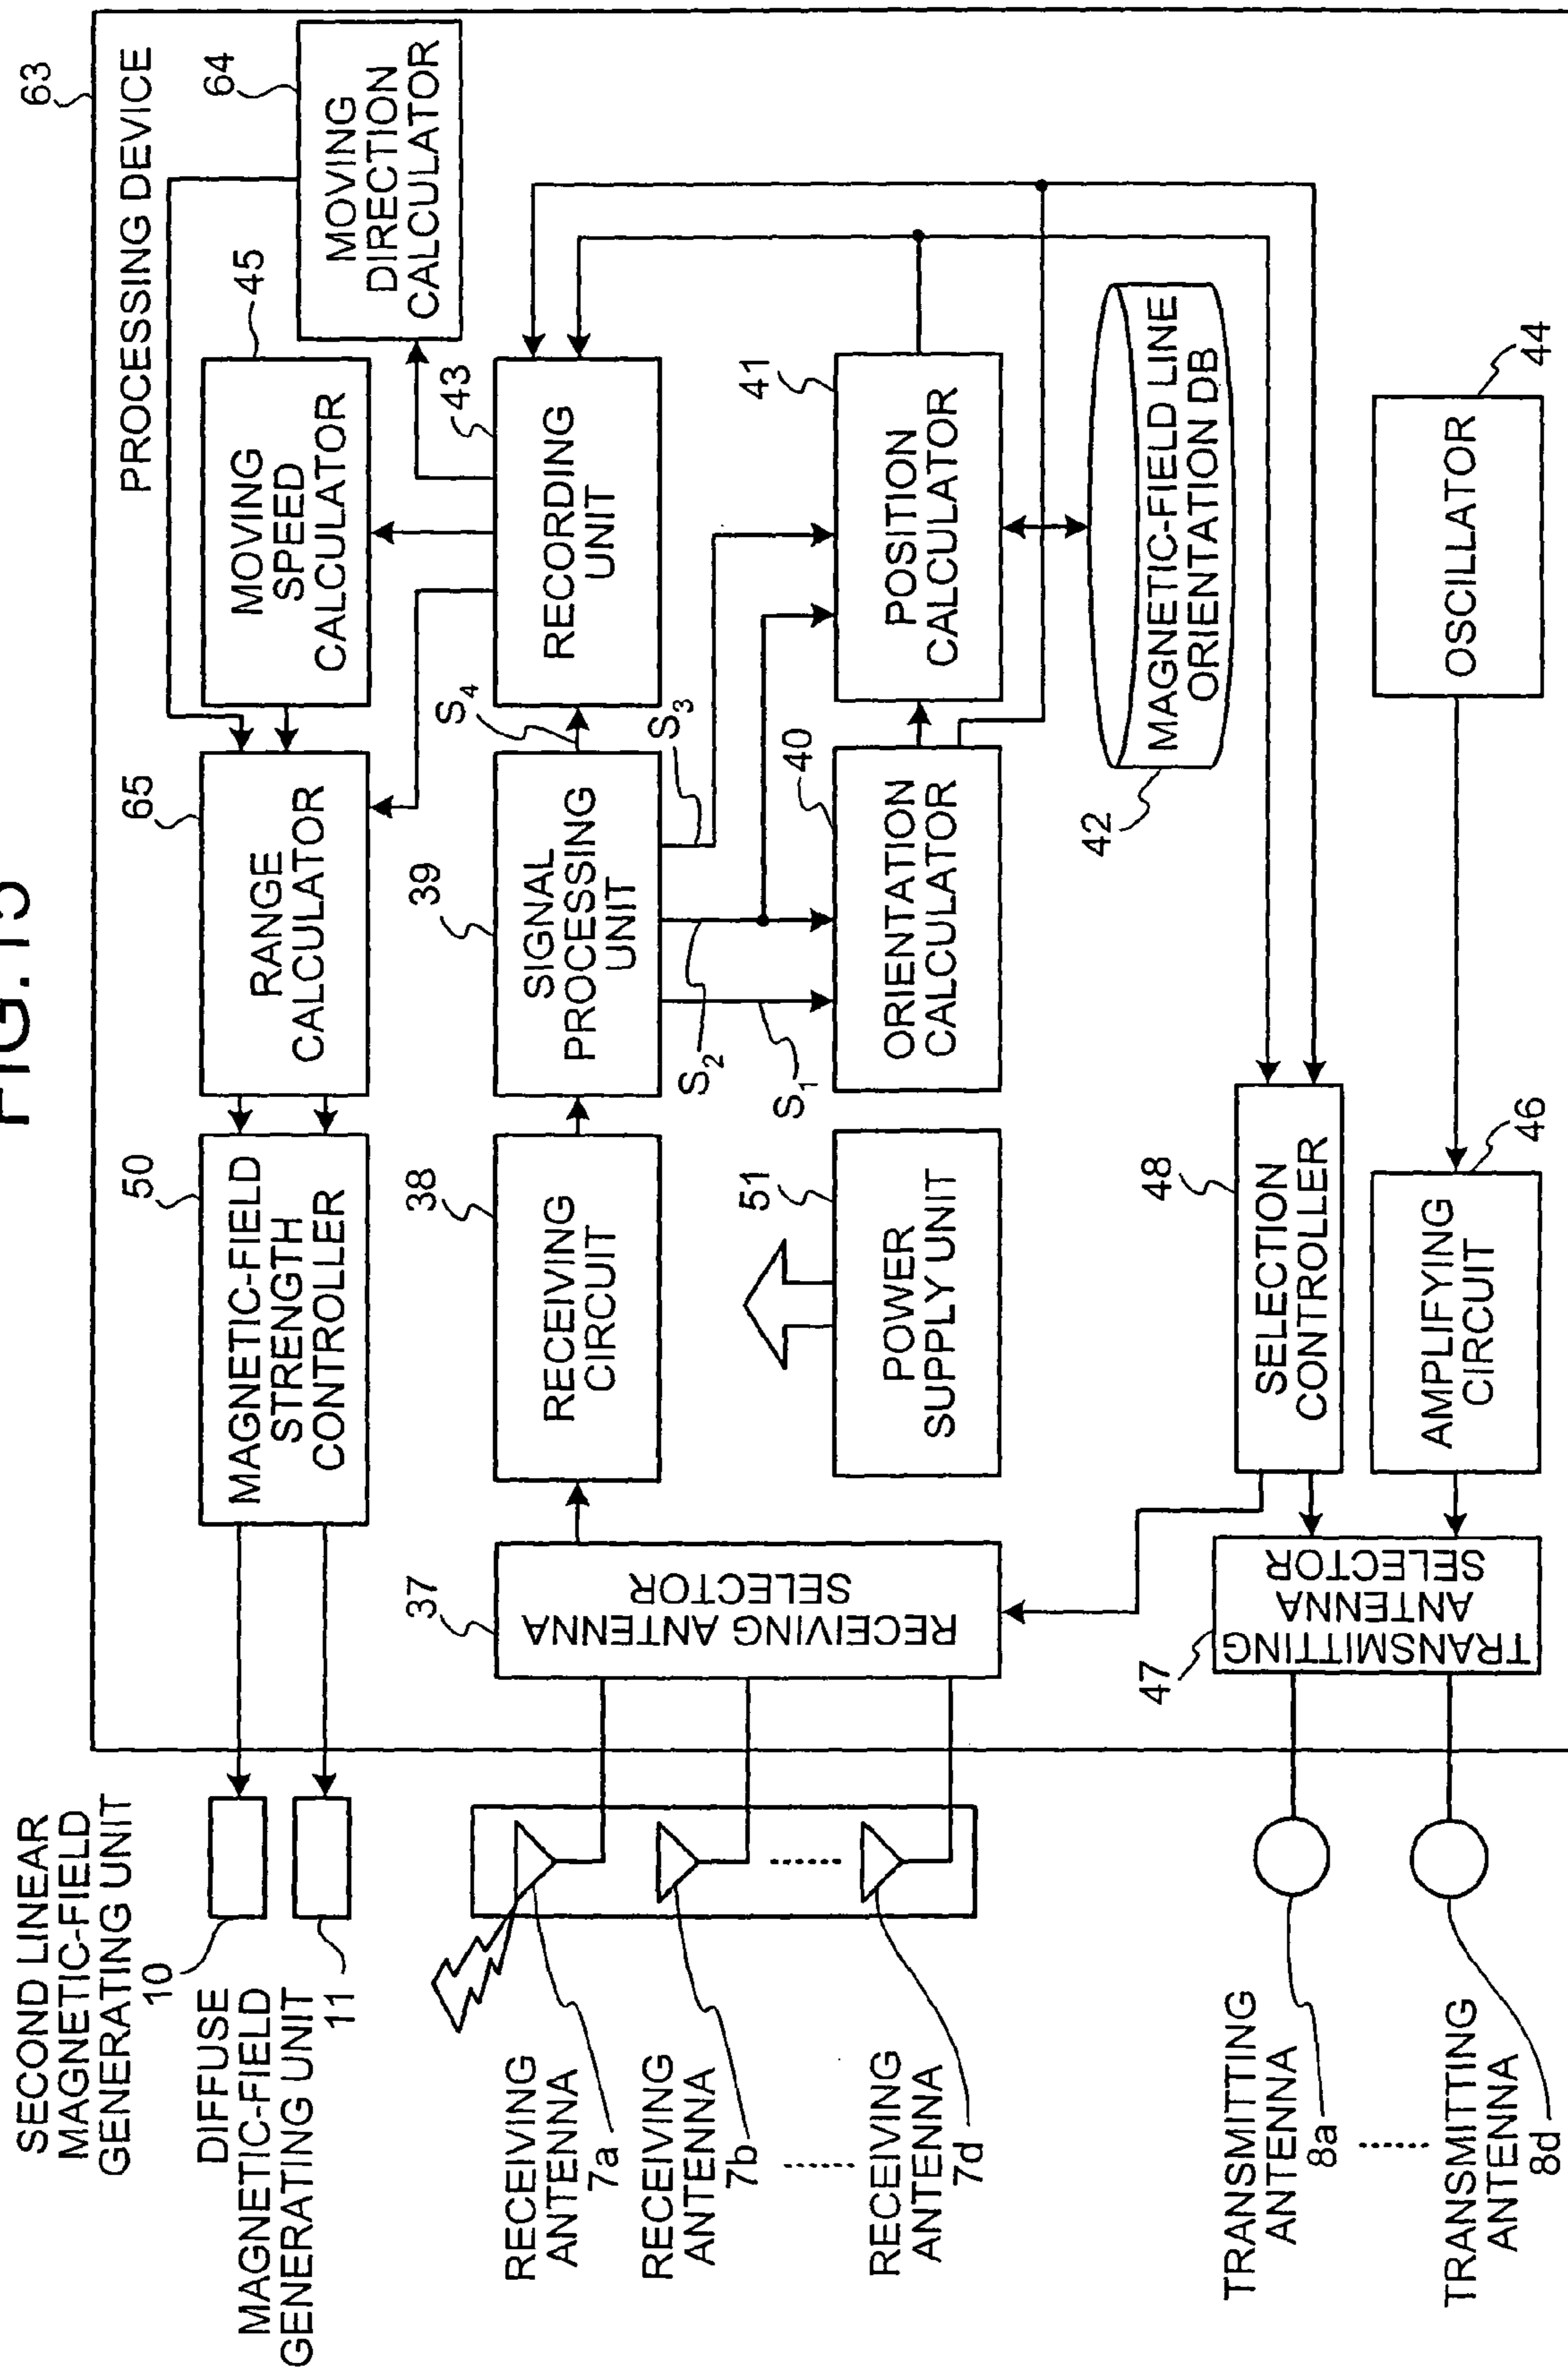 63
PROCESSING DEVICE
SECOND LINEAR
MAGNETIC-FIELD
GENERATING UNIT
10
DIFFUSE
MAGNETIC-FIELD
GENERATING UNIT
11
50
MAGNETIC-FIELD
STRENGTH
CONTROLLER
65
RANGE
CALCULATOR
45
MOVING
SPEED
CALCULATOR
64
MOVING
DIRECTION
CALCULATOR
RECEIVING
ANTENNA
7a
RECEIVING
ANTENNA
7b
RECEIVING
ANTENNA
7d
37
RECEIVING ANTENNA
SELECTOR
38
RECEIVING
CIRCUIT
39
SIGNAL
PROCESSING
UNIT
S4
43
RECORDING
UNIT
S3
S2
S1
51
POWER
SUPPLY UNIT
40
ORIENTATION
CALCULATOR
41
POSITION
CALCULATOR
42
MAGNETIC-FIELD LINE
ORIENTATION DB
TRANSMITTING
ANTENNA
8a
TRANSMITTING
ANTENNA
8d
47
TRANSMITTING
ANTENNA
SELECTOR
48
SELECTION
CONTROLLER
46
AMPLIFYING
CIRCUIT
44
OSCILLATOR